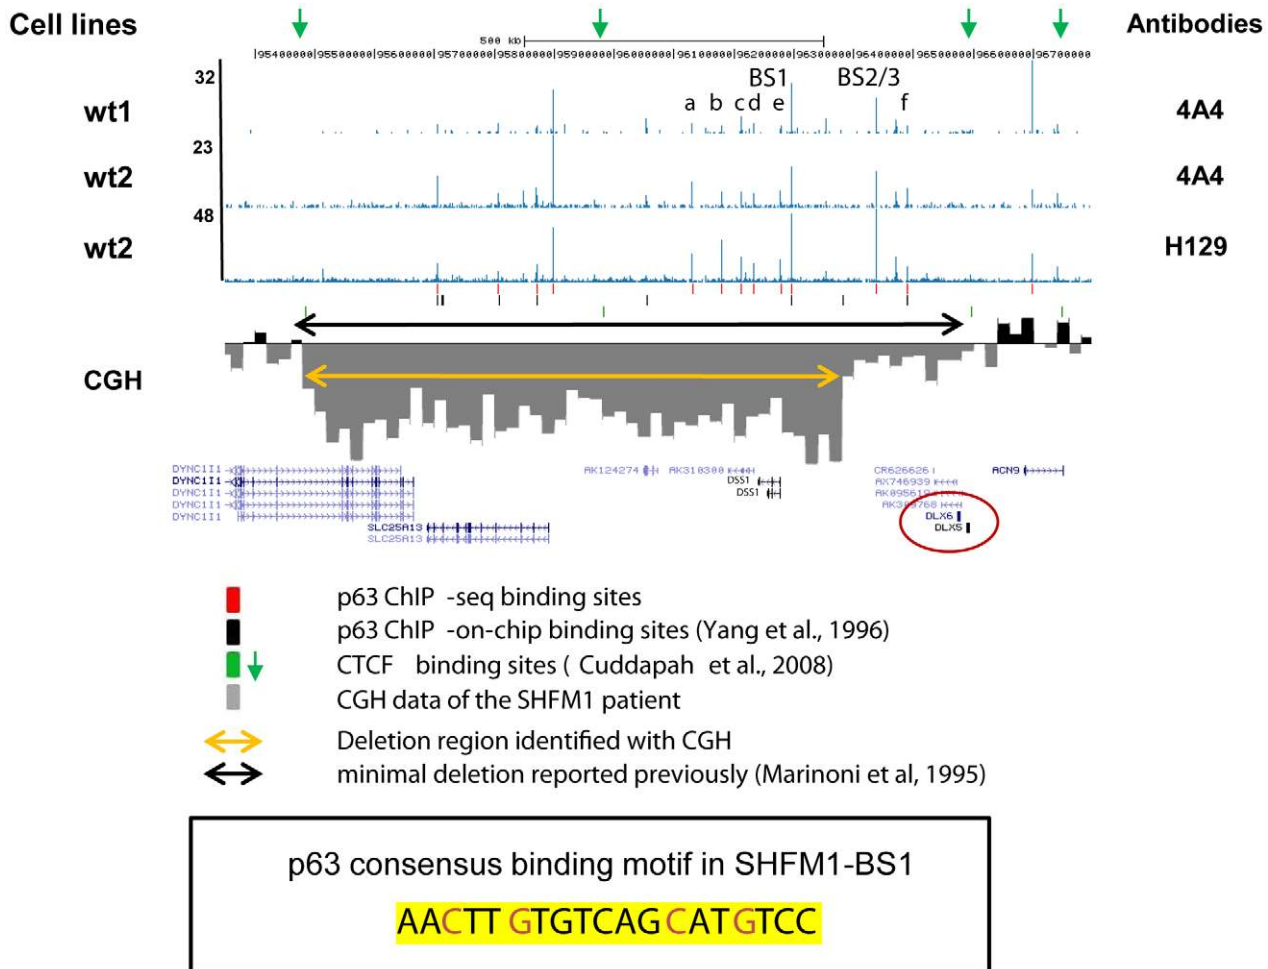 Cell lines
Antibodies
500 kb
|95400000|95500000|95600000|95700000|95800000|95900000|96000000|96100000|96200000|96300000|96400000|96500000|96600000|96700000
32
BS1 BS2/3
a b c d e f
wt1
4A4
23
wt2
4A4
48
wt2
H129
CGH
DYNC1I1
DYNC1I1
DYNC1I1
DYNC1I1
DYNC1I1
SLC25A13
SLC25A13
AK124274
AK310300
DSS1
DSS1
CR626626
AX746939
DLX6
DLX5
ACN9
p63 ChIP -seq binding sites
p63 ChIP -on-chip binding sites (Yang et al., 1996)
CTCF binding sites ( Cuddapah et al., 2008)
CGH data of the SHFM1 patient
Deletion region identified with CGH
minimal deletion reported previously (Marinoni et al, 1995)
p63 consensus binding motif in SHFM1-BS1
AACTT GTGTCAGCATGTCC